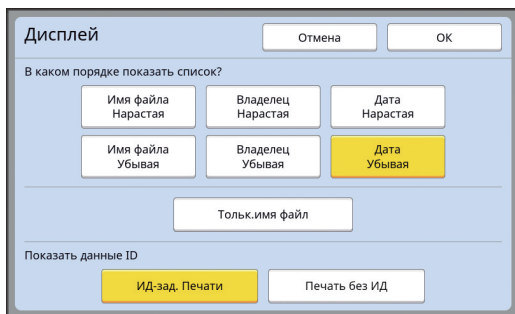 Дисплей
Отмена
ОК
В каком порядке показать список?
Имя файла
Нарастая
Владелец
Нарастая
Дата
Нарастая
Имя файла
Убывая
Владелец
Убывая
Дата
Убывая
Тольк.имя файл
Показать данные ID
ИД-зад. Печати
Печать без ИД